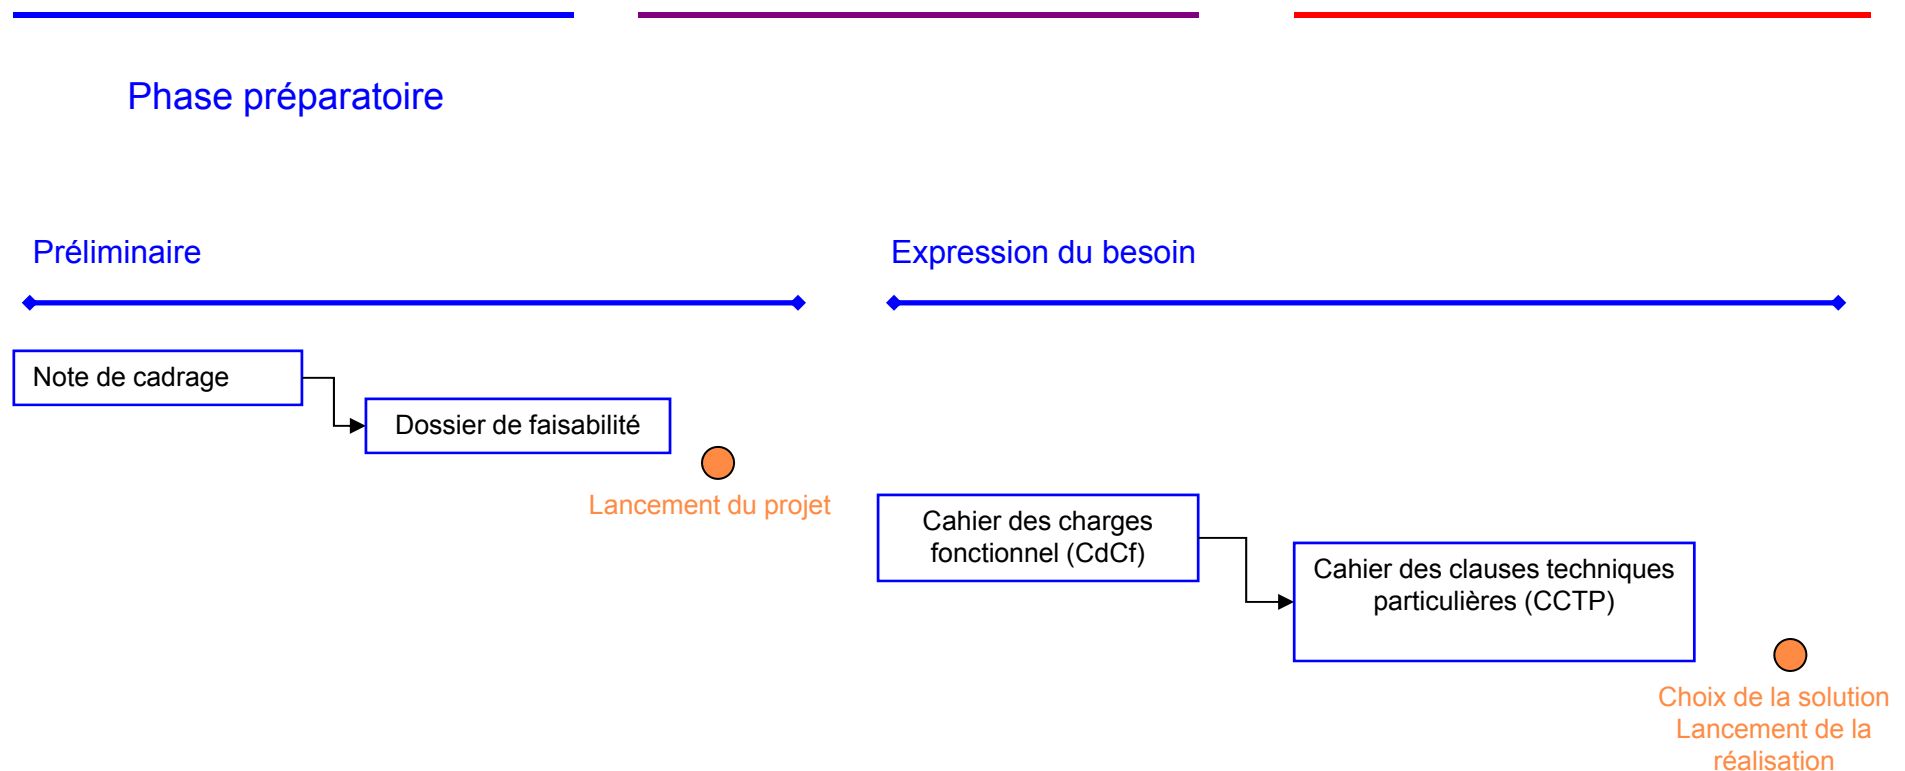 Phase préparatoire
Préliminaire
Expression du besoin
Note de cadrage
Dossier de faisabilité
Lancement du projet
Cahier des charges
fonctionnel (CdCf)
Cahier des clauses techniques
particulières (CCTP)
Choix de la solution
Lancement de la
réalisation